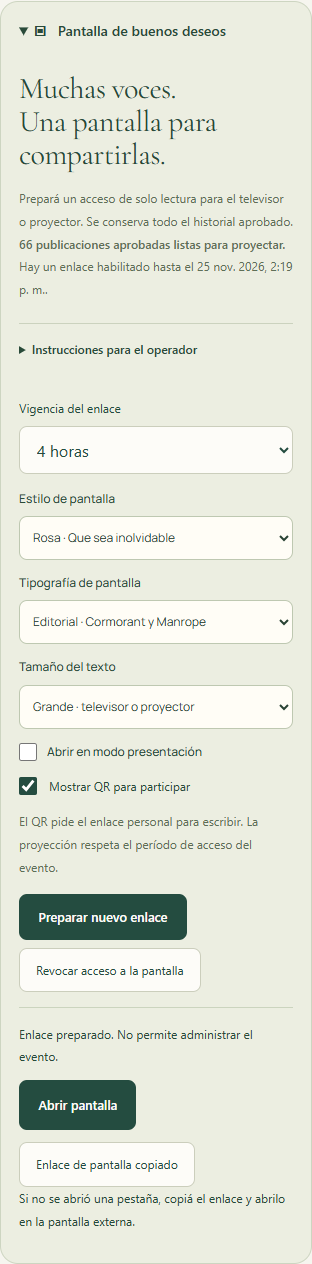 Pantalla de buenos deseos
Muchas voces.
Una pantalla para
compartirlas.
Prepará un acceso de solo lectura para el televisor
o proyector. Se conserva todo el historial aprobado.
66 publicaciones aprobadas listas para proyectar.
Hay un enlace habilitado hasta el 25 nov. 2026, 2:19
p. m..
Instrucciones para el operador
Vigencia del enlace
4 horas
Estilo de pantalla
Rosa · Que sea inolvidable
Tipografía de pantalla
Editorial · Cormorant y Manrope
Tamaño del texto
Grande · televisor o proyector
Abrir en modo presentación
Mostrar QR para participar
El QR pide el enlace personal para escribir. La
proyección respeta el período de acceso del
evento.
Preparar nuevo enlace
Revocar acceso a la pantalla
Enlace preparado. No permite administrar el
evento.
Abrir pantalla
Enlace de pantalla copiado
Si no se abrió una pestaña, copiá el enlace y abrilo
en la pantalla externa.